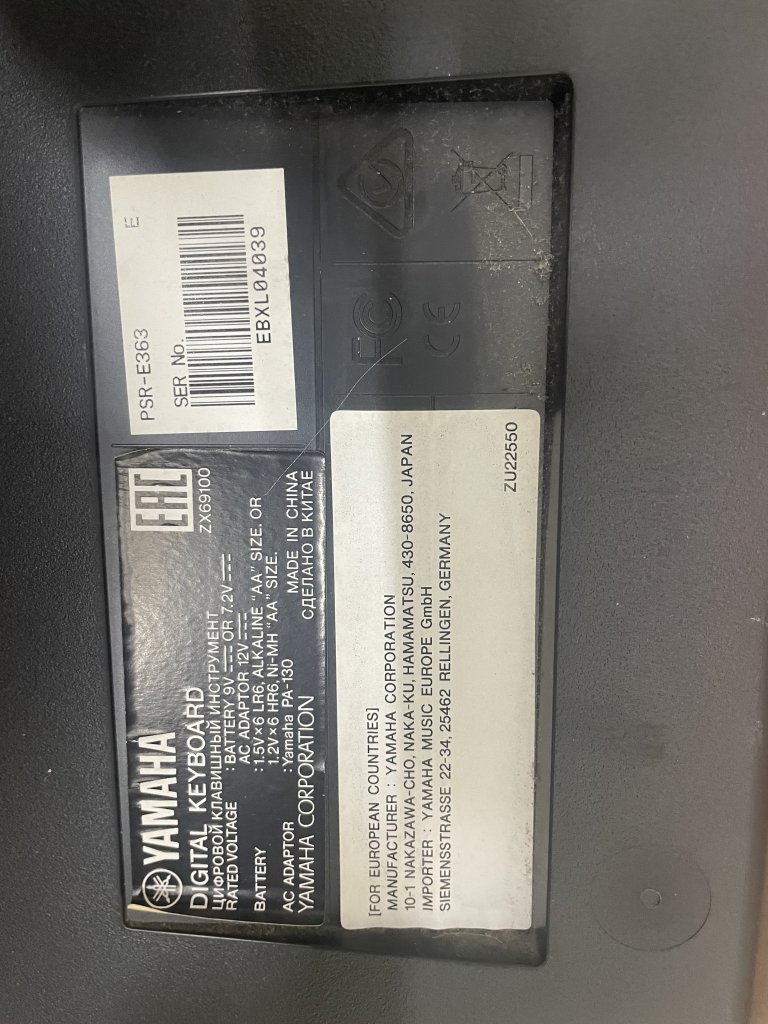 YAMAHA
DIGITAL KEYBOARD
ЦИФРОВОЙ КЛАВИШНЫЙ ИНСТРУМЕНТ
RATED VOLTAGE : BATTERY 9V OR 7.2V
AC ADAPTOR 12V
BATTERY : 1.5V×6 LR6, ALKALINE "AA" SIZE. OR
1.2V×6 HR6, Ni-MH "AA" SIZE.
AC ADAPTOR : Yamaha PA-130
YAMAHA CORPORATION
MADE IN CHINA
СДЕЛАНО В КИТАЕ
EAC
ZX69100
PSR-E363 E
SER No.
EBXL04039
[FOR EUROPEAN COUNTRIES]
MANUFACTURER : YAMAHA CORPORATION
10-1 NAKAZAWA-CHO, NAKA-KU, HAMAMATSU, 430-8650, JAPAN
IMPORTER : YAMAHA MUSIC EUROPE GmbH
SIEMENSSTRASSE 22-34, 25462 RELLINGEN, GERMANY
ZU22550
FC
CE